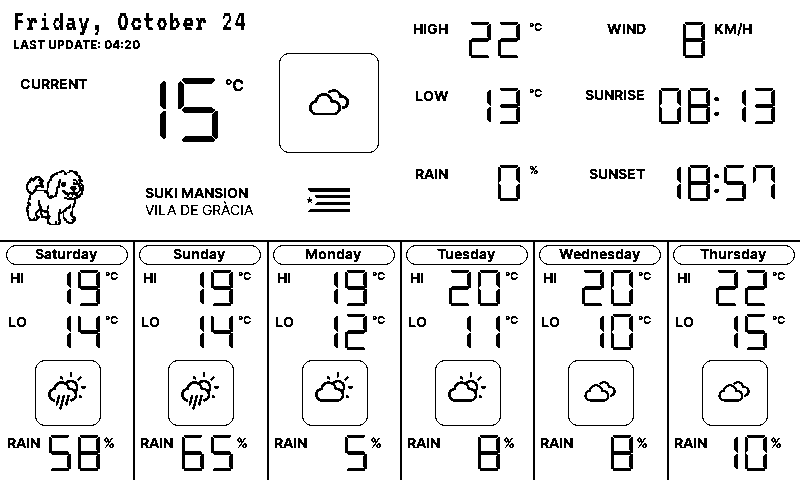 Friday, October 24
LAST UPDATE: 04:20
CURRENT 15 °C
HIGH 22 °C
LOW 13 °C
RAIN 0 %
WIND 8 KM/H
SUNRISE 08:13
SUNSET 18:57
SUKI MANSION
VILA DE GRÀCIA
Saturday
HI 19 °C
LO 14 °C
RAIN 58 %
Sunday
HI 19 °C
LO 14 °C
RAIN 65 %
Monday
HI 19 °C
LO 12 °C
RAIN 5 %
Tuesday
HI 20 °C
LO 11 °C
RAIN 8 %
Wednesday
HI 20 °C
LO 10 °C
RAIN 8 %
Thursday
HI 22 °C
LO 15 °C
RAIN 10 %